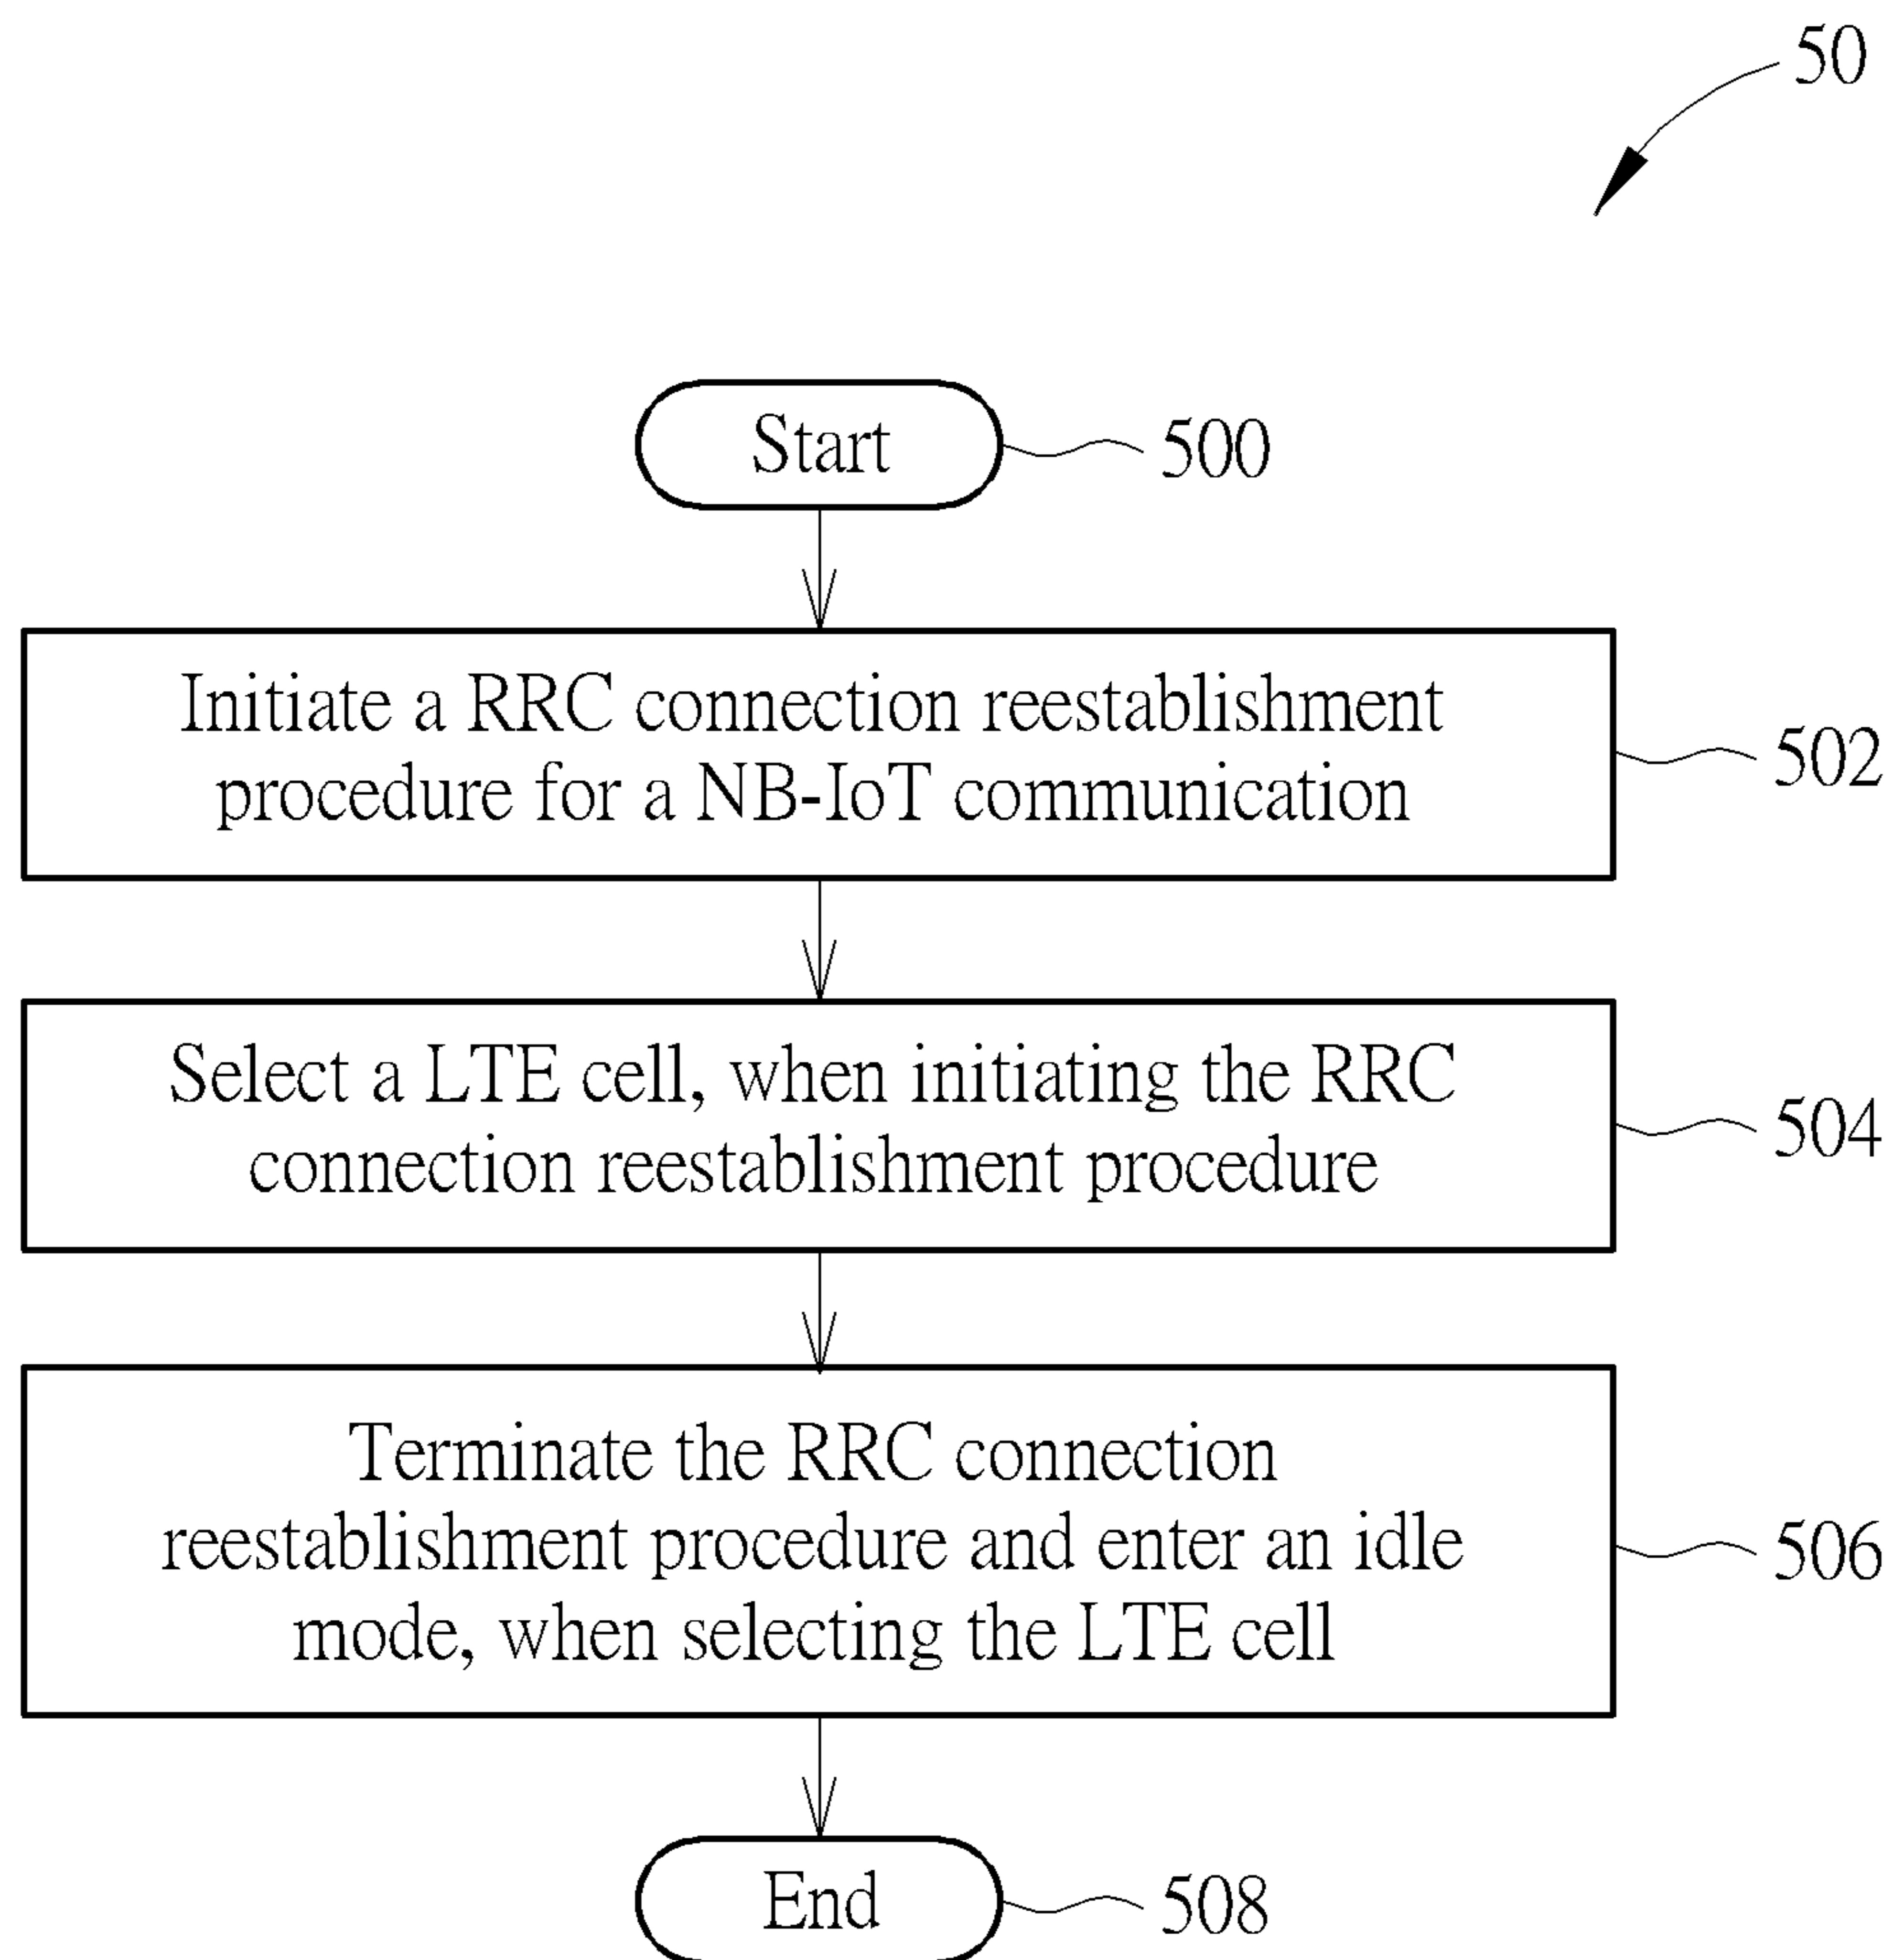 50
Start
500
Initiate a RRC connection reestablishment
procedure for a NB-IoT communication
502
Select a LTE cell, when initiating the RRC
connection reestablishment procedure
504
Terminate the RRC connection
reestablishment procedure and enter an idle
mode, when selecting the LTE cell
506
End
508